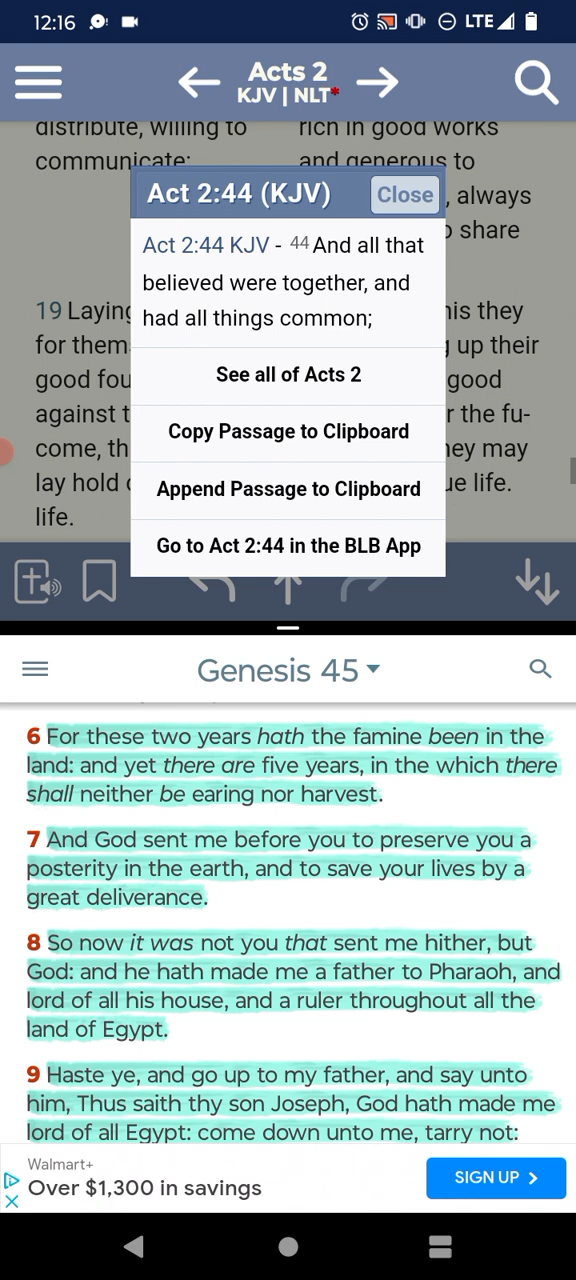 12:16
LTE
Acts 2
KJV | NLT*
distribute, willing to
communicate:
rich in good works
and generous to
, always
share
19 Laying
for them
good fou
against t
come, th
lay hold
life.
his they
up their
good
r the fu-
hey may
ue life.
Act 2:44 (KJV)
Close
Act 2:44 KJV - 44 And all that
believed were together, and
had all things common;
See all of Acts 2
Copy Passage to Clipboard
Append Passage to Clipboard
Go to Act 2:44 in the BLB App
Genesis 45
6 For these two years hath the famine been in the
land: and yet there are five years, in the which there
shall neither be earing nor harvest.
7 And God sent me before you to preserve you a
posterity in the earth, and to save your lives by a
great deliverance.
8 So now it was not you that sent me hither, but
God: and he hath made me a father to Pharaoh, and
lord of all his house, and a ruler throughout all the
land of Egypt.
9 Haste ye, and go up to my father, and say unto
him, Thus saith thy son Joseph, God hath made me
lord of all Egypt: come down unto me, tarry not:
Walmart+
Over $1,300 in savings
SIGN UP